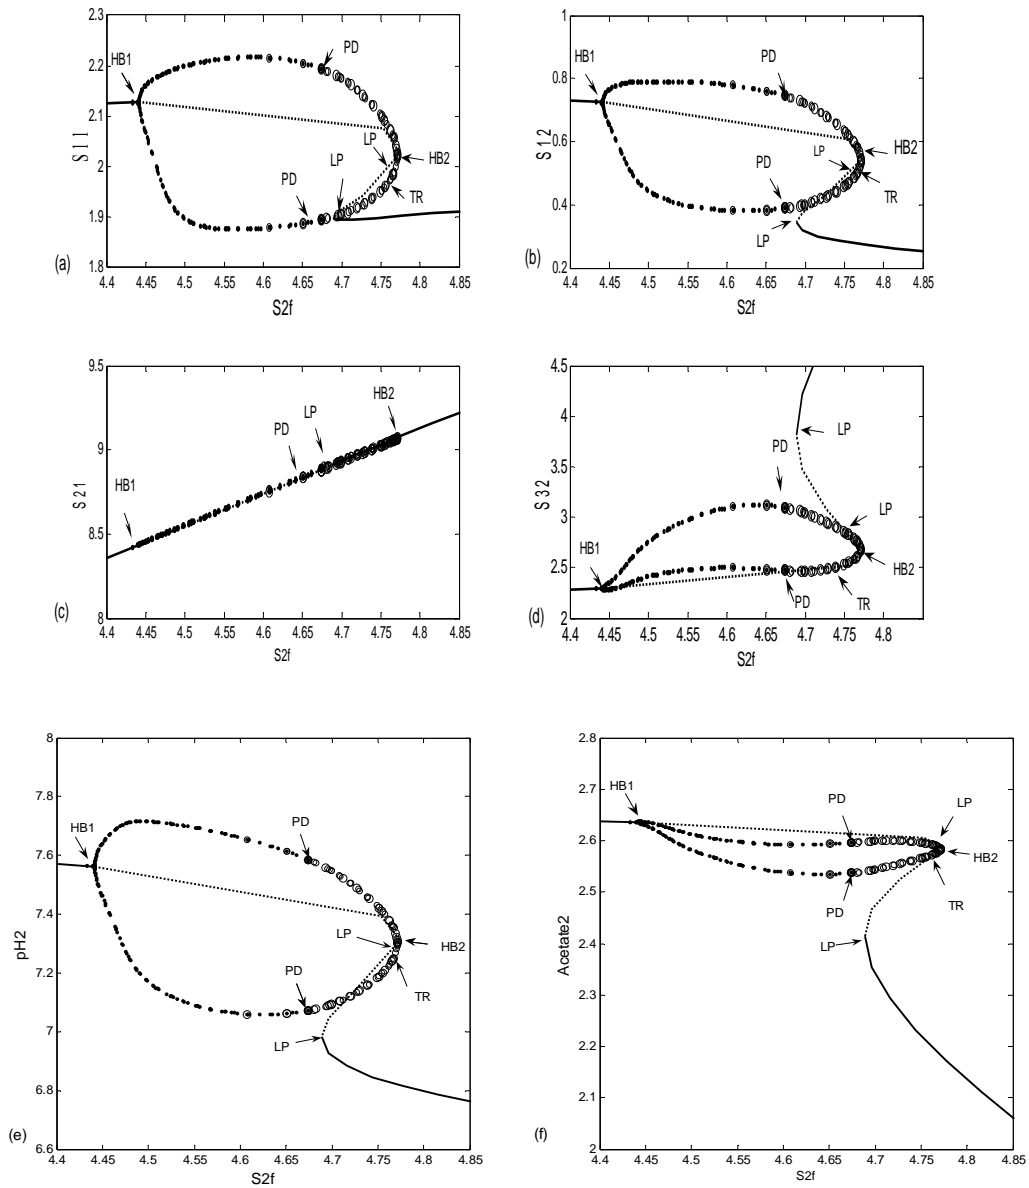 2.3
2.2
2.1
2
1.9
1.8
S 1 1
HB1
PD
LP
LP
HB2
TR
PD
(a)
4.4 4.45 4.5 4.55 4.6 4.65 4.7 4.75 4.8 4.85
S2f
1
0.8
0.6
0.4
0.2
S 1 2
HB1
PD
HB2
LP
PD
TR
LP
(b)
4.4 4.45 4.5 4.55 4.6 4.65 4.7 4.75 4.8 4.85
S2f
9.5
9
8.5
8
S 2 1
HB2
LP
PD
HB1
(c)
4.4 4.45 4.5 4.55 4.6 4.65 4.7 4.75 4.8 4.85
S2f
4.5
4
3.5
3
2.5
2
S 3 2
LP
PD
LP
HB1
HB2
PD
TR
(d)
4.4 4.45 4.5 4.55 4.6 4.65 4.7 4.75 4.8
S2f
8
7.8
7.6
7.4
7.2
7
6.8
6.6
pH2
HB1
PD
LP
HB2
PD
TR
LP
(e)
4.4 4.45 4.5 4.55 4.6 4.65 4.7 4.75 4.8 4.85
S2f
2.8
2.7
2.6
2.5
2.4
2.3
2.2
2.1
2
Acetate2
HB1
PD
LP
HB2
PD
TR
LP
(f)
4.4 4.45 4.5 4.55 4.6 4.65 4.7 4.75 4.8 4.85
S2f